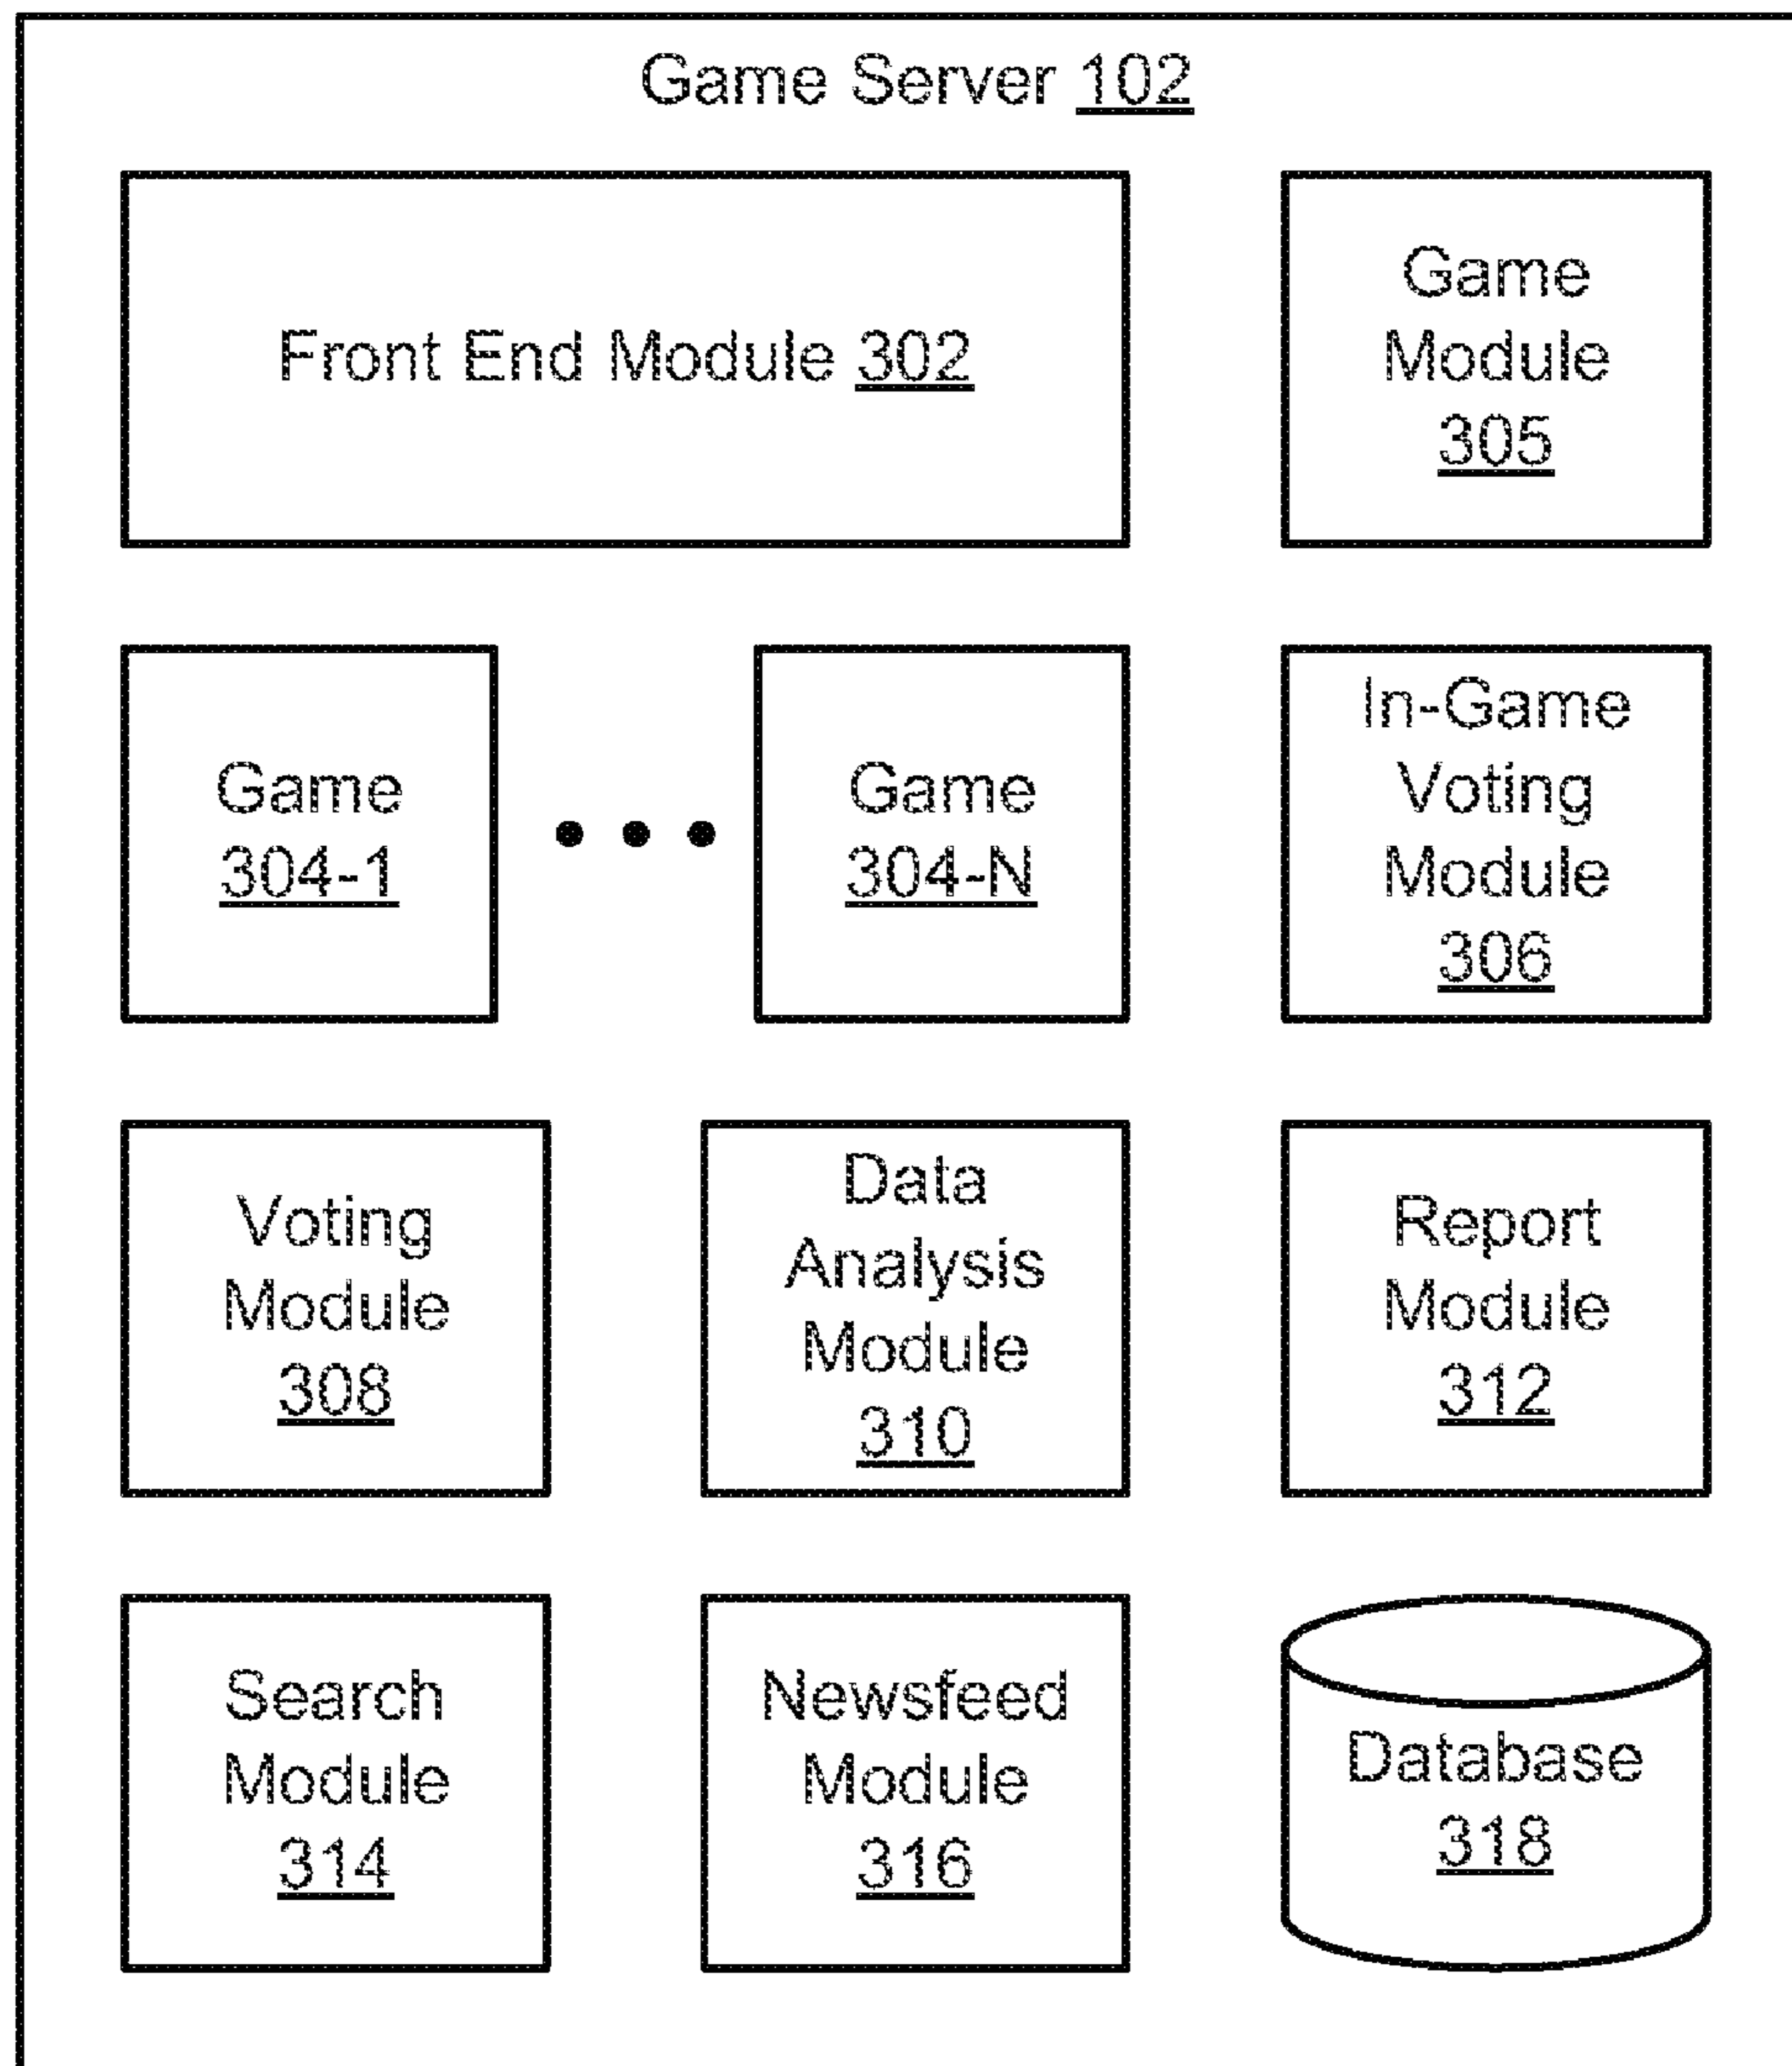 Game Server 102
Front End Module 302
Game
Module
305
Game
304-1
Game
304-N
In-Game
Voting
Module
306
Voting
Module
308
Data
Analysis
Module
310
Report
Module
312
Search
Module
314
Newsfeed
Module
316
Database
318